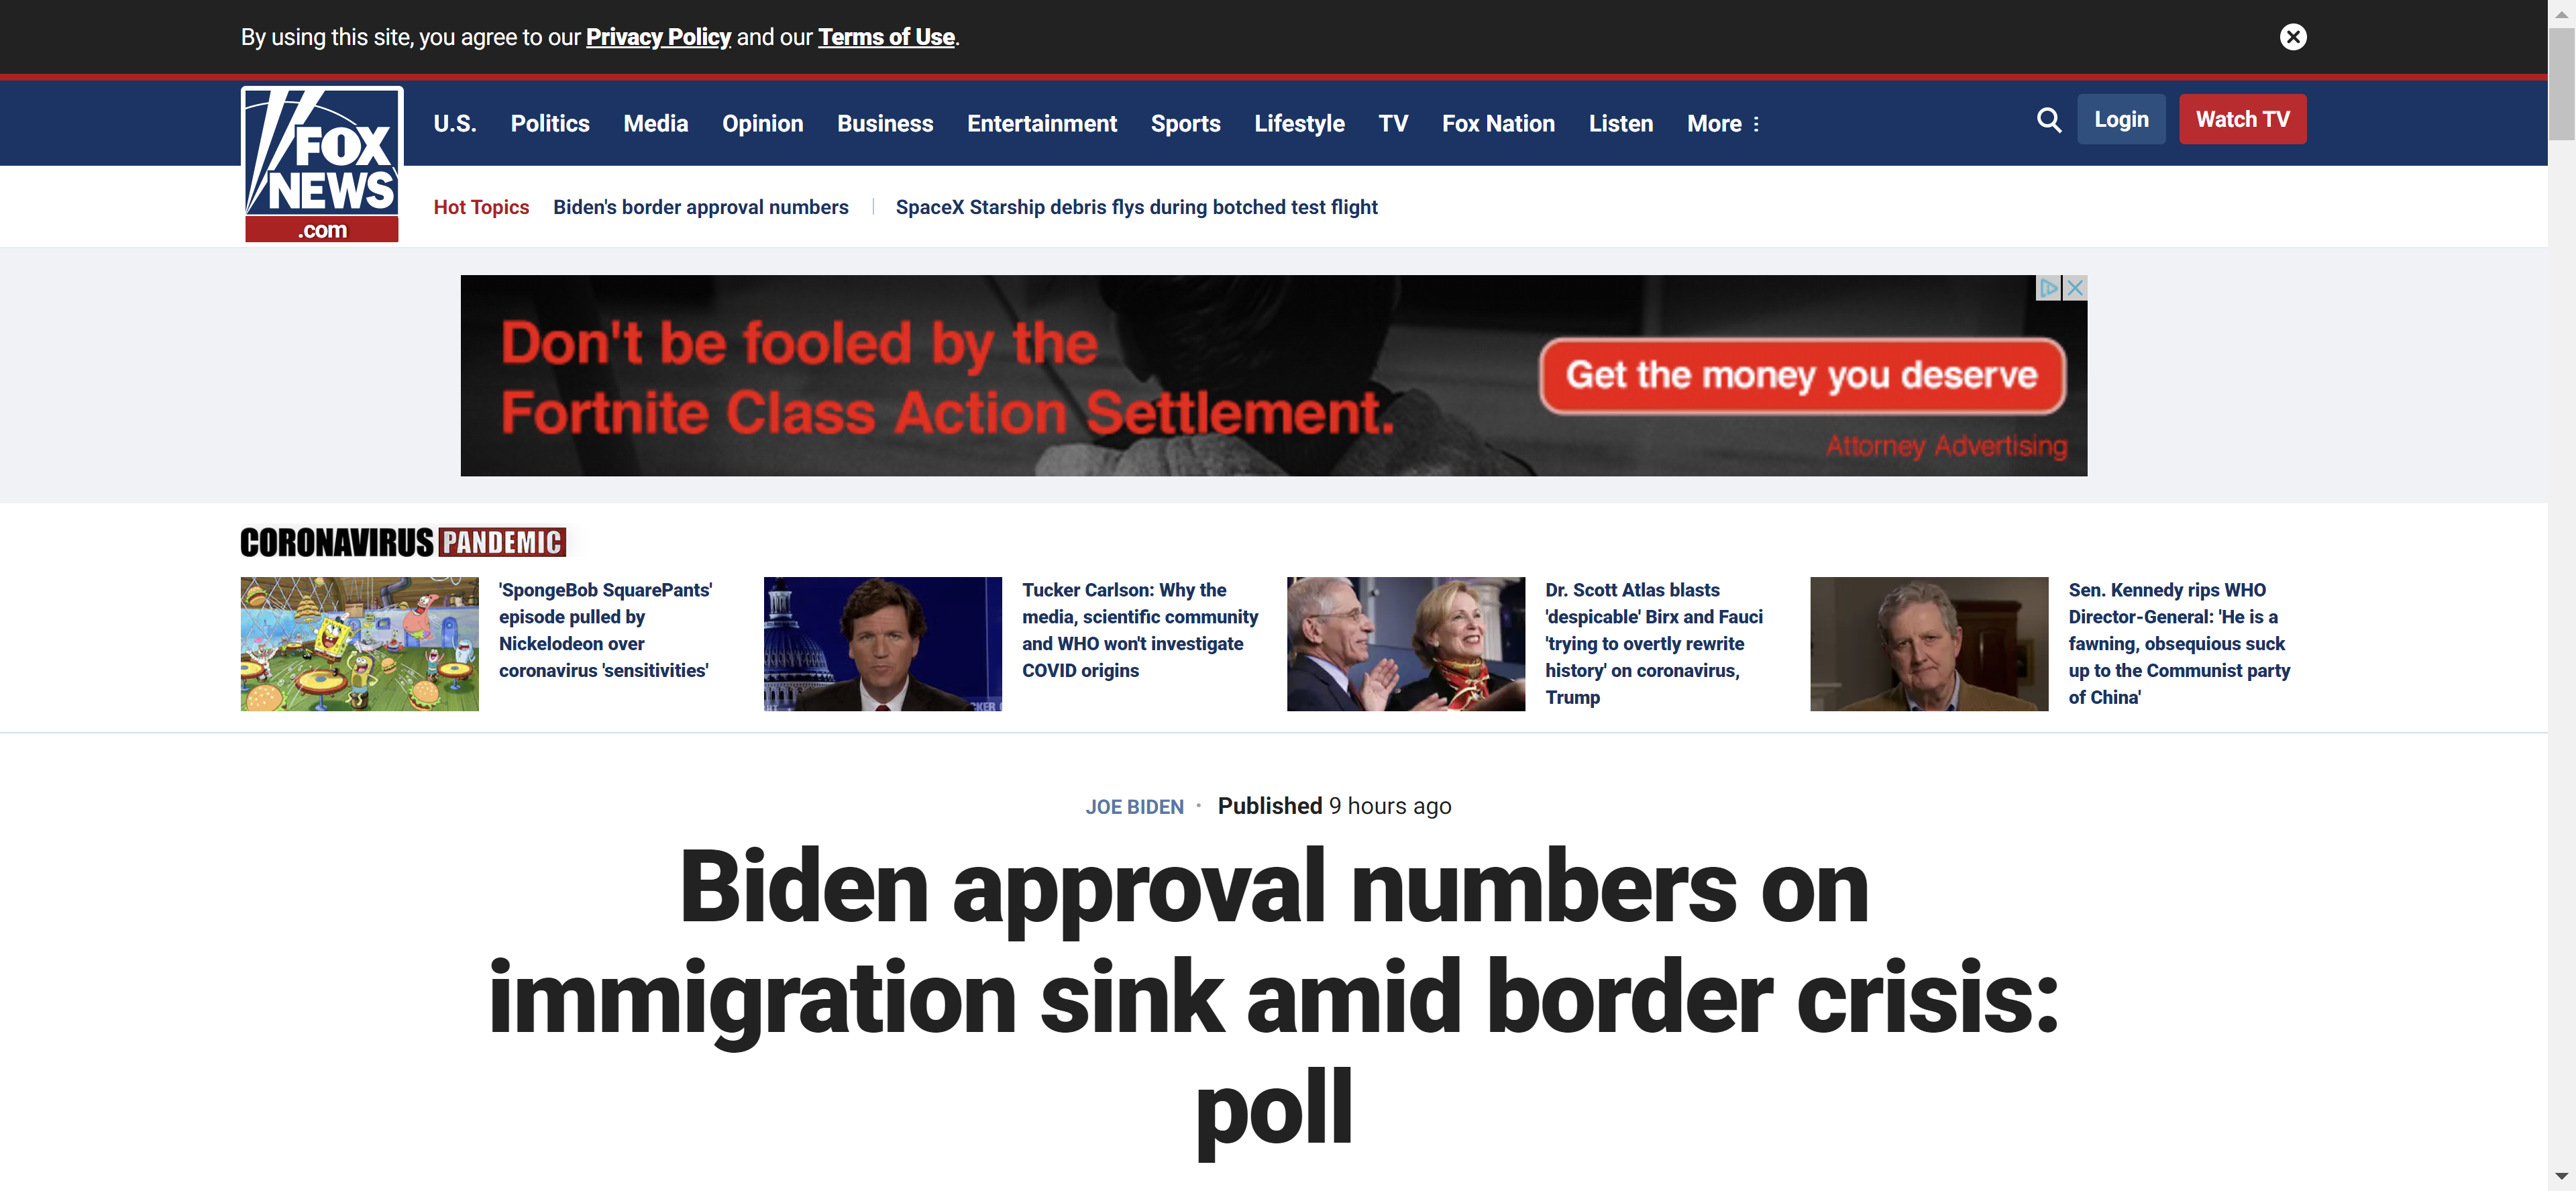 By using this site, you agree to our Privacy Policy and our Terms of Use.
FOX
NEWS
.com
U.S. Politics Media Opinion Business Entertainment Sports Lifestyle TV Fox Nation Listen More
Login
Watch TV
Hot Topics Biden's border approval numbers SpaceX Starship debris flys during botched test flight
Don't be fooled by the
Fortnite Class Action Settlement.
Get the money you deserve
Attorney Advertising
CORONAVIRUS PANDEMIC
'SpongeBob SquarePants'
episode pulled by
Nickelodeon over
coronavirus 'sensitivities'
Tucker Carlson: Why the
media, scientific community
and WHO won't investigate
COVID origins
Dr. Scott Atlas blasts
'despicable' Birx and Fauci
'trying to overtly rewrite
history' on coronavirus,
Trump
Sen. Kennedy rips WHO
Director-General: 'He is a
fawning, obsequious suck
up to the Communist party
of China'
JOE BIDEN · Published 9 hours ago
Biden approval numbers on
immigration sink amid border crisis:
poll